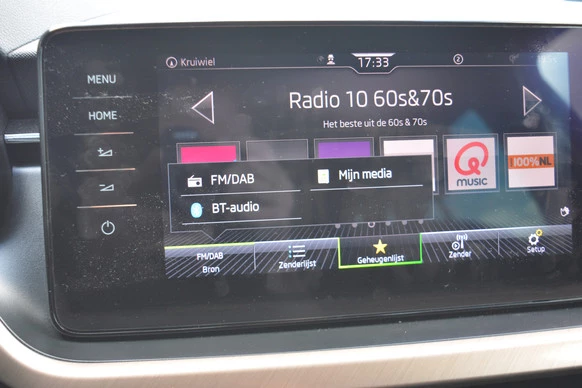 Kruiwiel
17:33
2
MENU
HOME
Radio 10 60s&70s
Het beste uit de 60s & 70s
Q
MUSIC
100%NL
FM/DAB
Mijn media
BT-audio
FM/DAB
Bron
Zenderlijst
Geheugenlijst
Zender
Setup